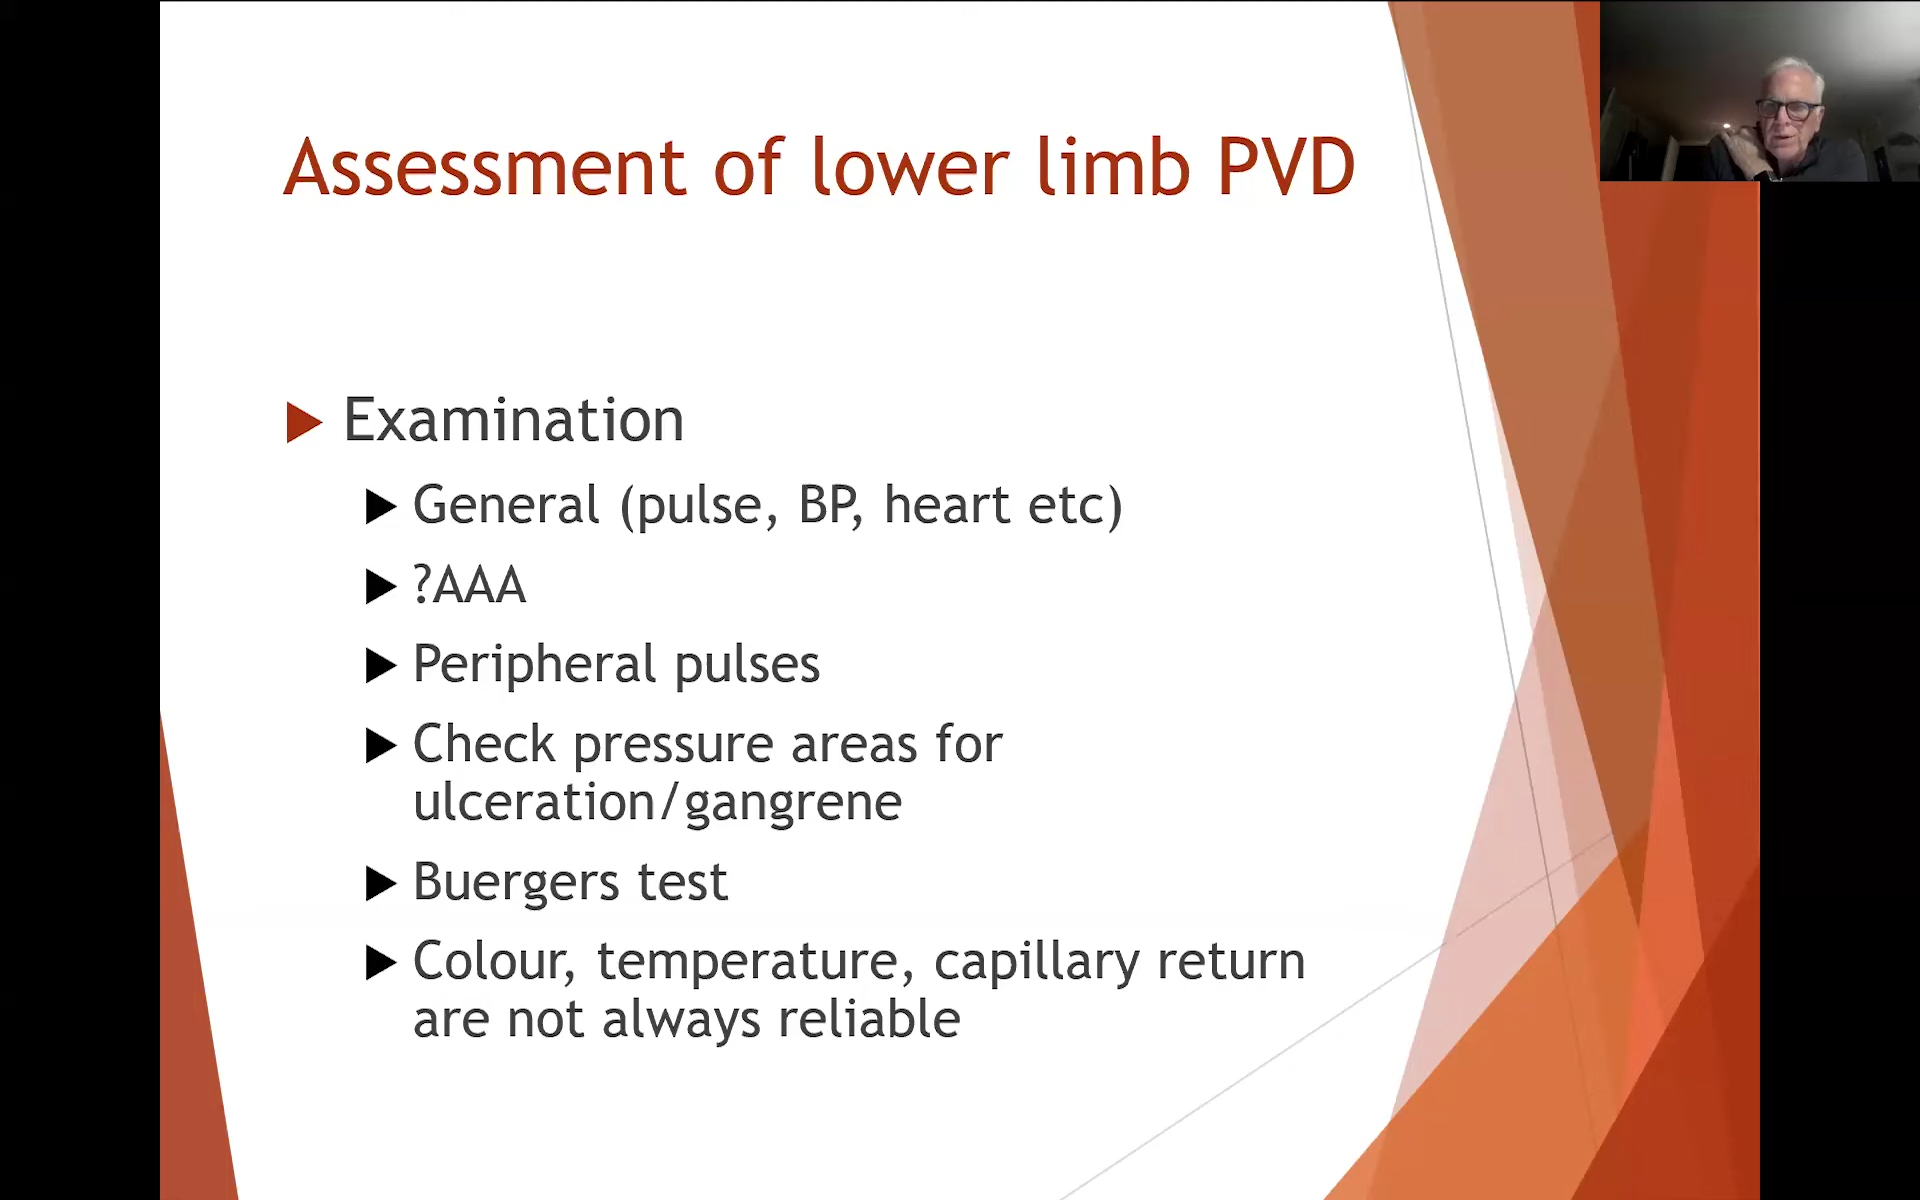 Assessment of lower limb PVD
Examination
General (pulse, BP, heart etc)
?AAA
Peripheral pulses
Check pressure areas for
ulceration/gangrene
Buergers test
Colour, temperature, capillary return
are not always reliable